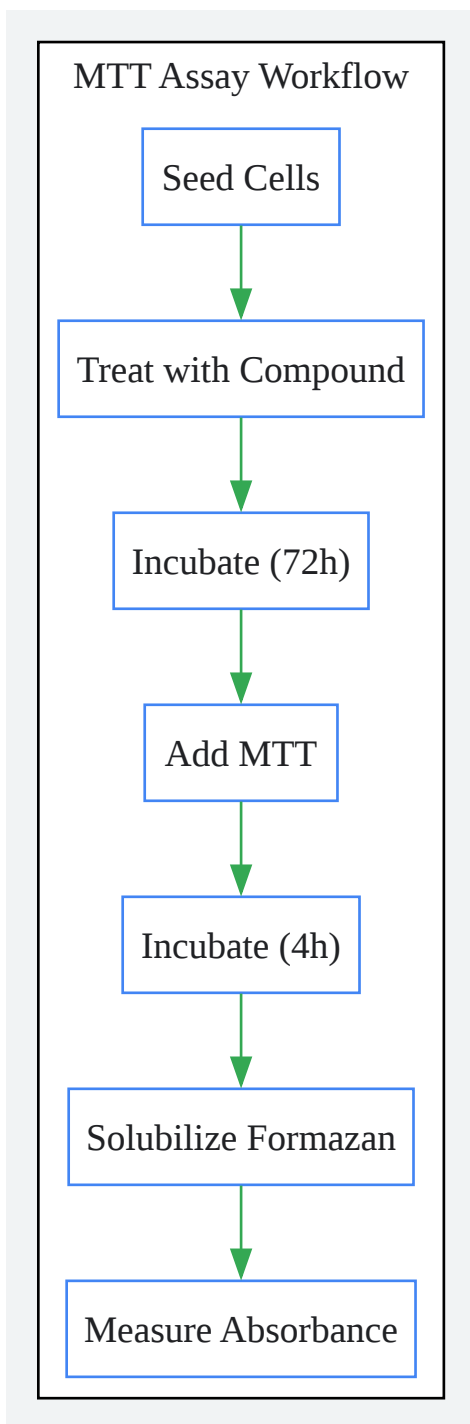 MTT Assay Workflow
Seed Cells
Treat with Compound
Incubate (72h)
Add MTT
Incubate (4h)
Solubilize Formazan
Measure Absorbance